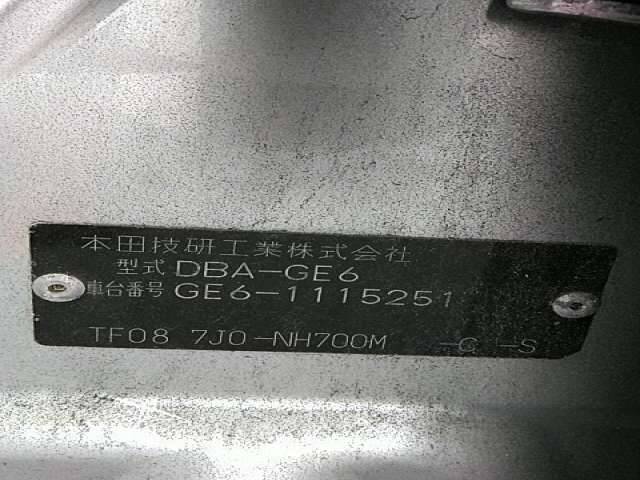 本田技研工業株式会社
型式 DBA-GE6
車台番号 GE6-1115251
TF08 7J0-NH700M -C -S